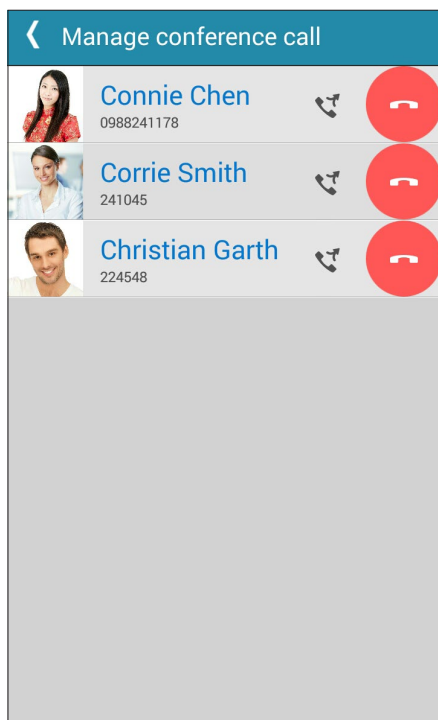 Manage conference call
Connie Chen
0988241178
Corrie Smith
241045
Christian Garth
224548